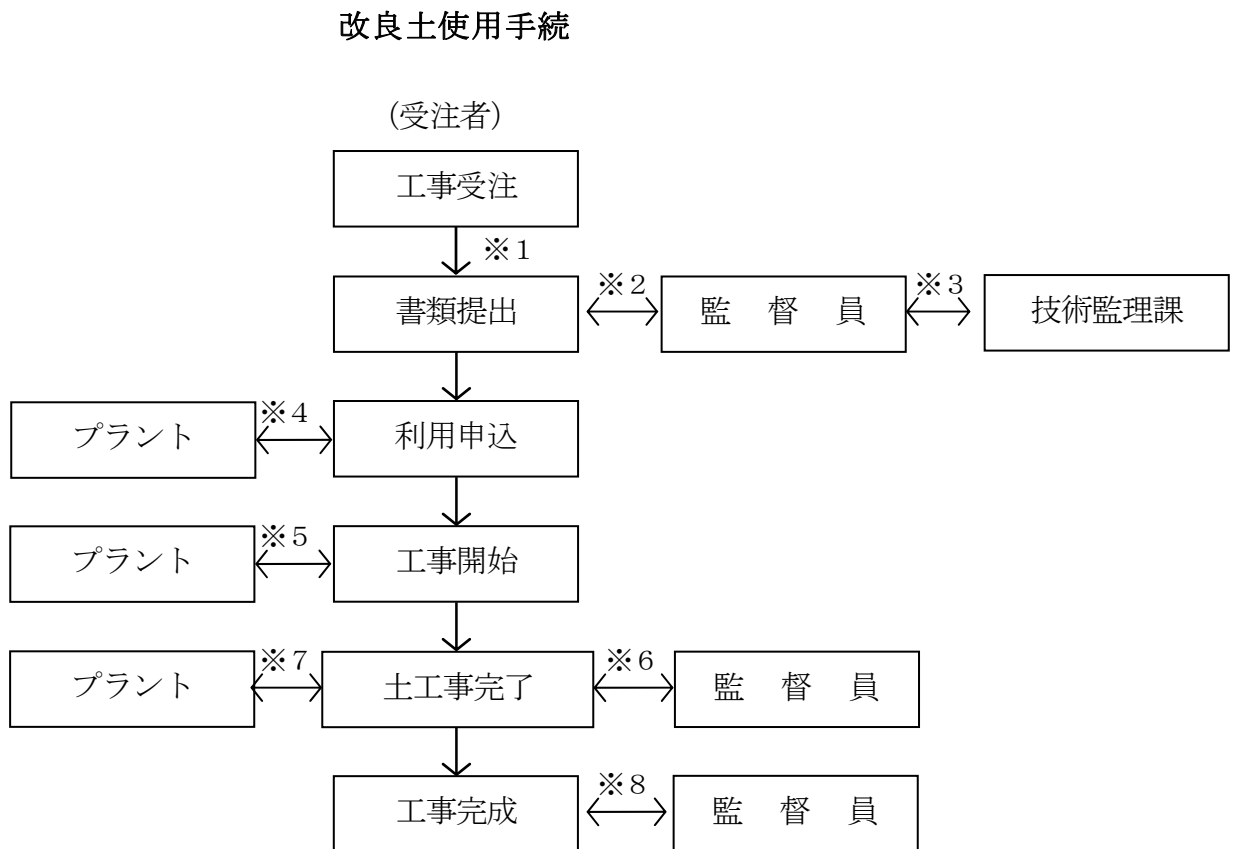 改良土使用手続
(受注者)
工事受注
※1
書類提出
※2
監　督　員
※3
技術監理課
プラント
※4
利用申込
プラント
※5
工事開始
プラント
※7
土工事完了
※6
監　督　員
工事完成
※8
監　督　員